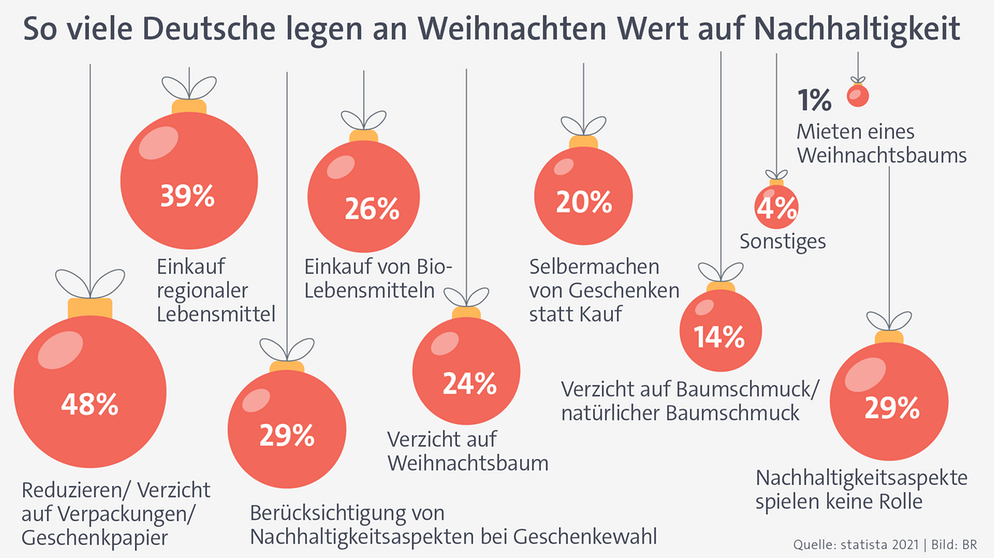 So viele Deutsche legen an Weihnachten Wert auf Nachhaltigkeit
39%
Einkauf
regionaler
Lebensmittel
26%
Einkauf von Bio-
Lebensmitteln
20%
Selbermachen
von Geschenken
statt Kauf
4%
Sonstiges
1%
Mieten eines
Weihnachtsbaums
48%
Reduzieren/ Verzicht
auf Verpackungen/
Geschenkpapier
29%
Berücksichtigung von
Nachhaltigkeitsaspekten bei Geschenkewahl
24%
Verzicht auf
Weihnachtsbaum
14%
Verzicht auf Baumschmuck/
natürlicher Baumschmuck
29%
Nachhaltigkeitsaspekte
spielen keine Rolle
Quelle: statista 2021 | Bild: BR